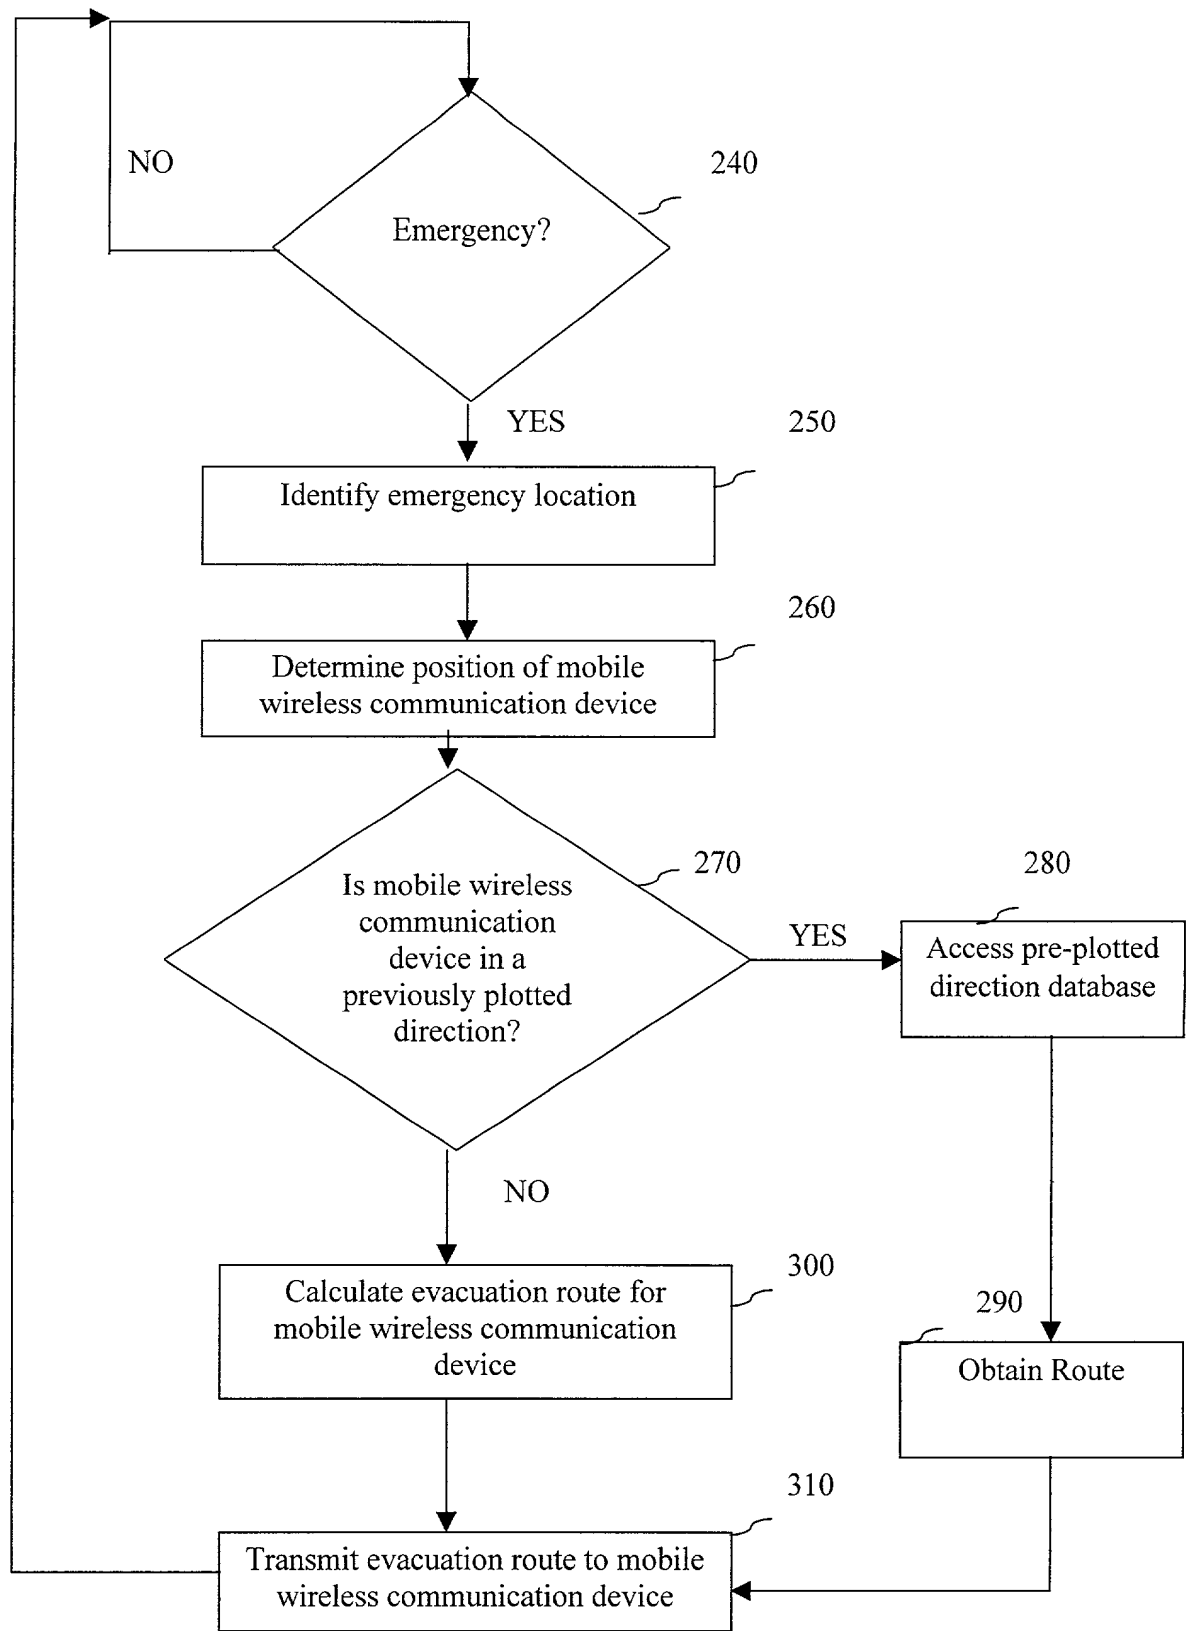 NO
240
Emergency?
YES
250
Identify emergency location
260
Determine position of mobile
wireless communication device
270
Is mobile wireless
communication
device in a
previously plotted
direction?
YES
280
Access pre-plotted
direction database
NO
300
Calculate evacuation route for
mobile wireless communication
device
290
Obtain Route
310
Transmit evacuation route to mobile
wireless communication device